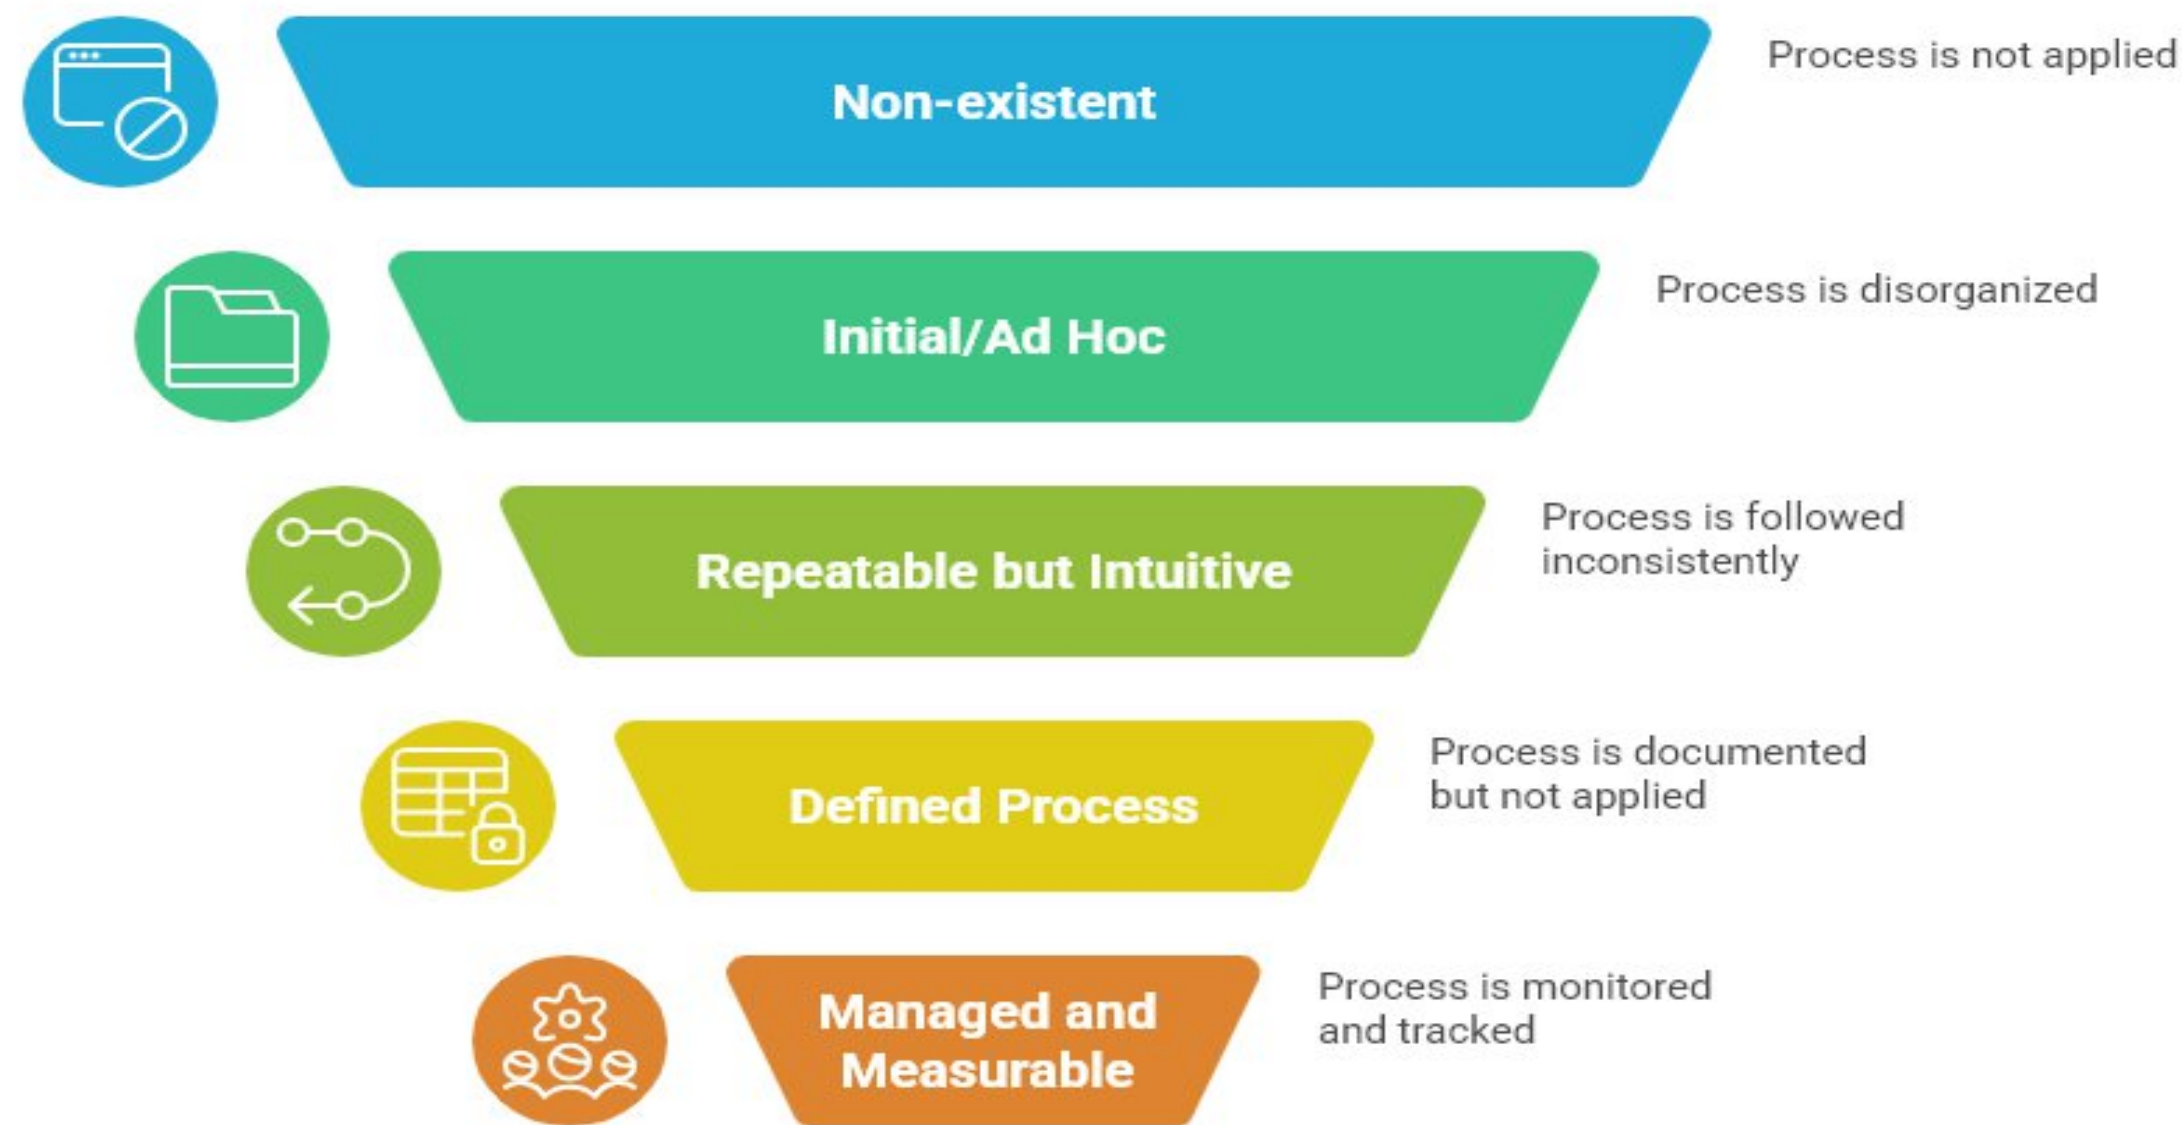 Non-existent
Process is not applied
Initial/Ad Hoc
Process is disorganized
Repeatable but Intuitive
Process is followed
inconsistently
Defined Process
Process is documented
but not applied
Managed and
Measurable
Process is monitored
and tracked